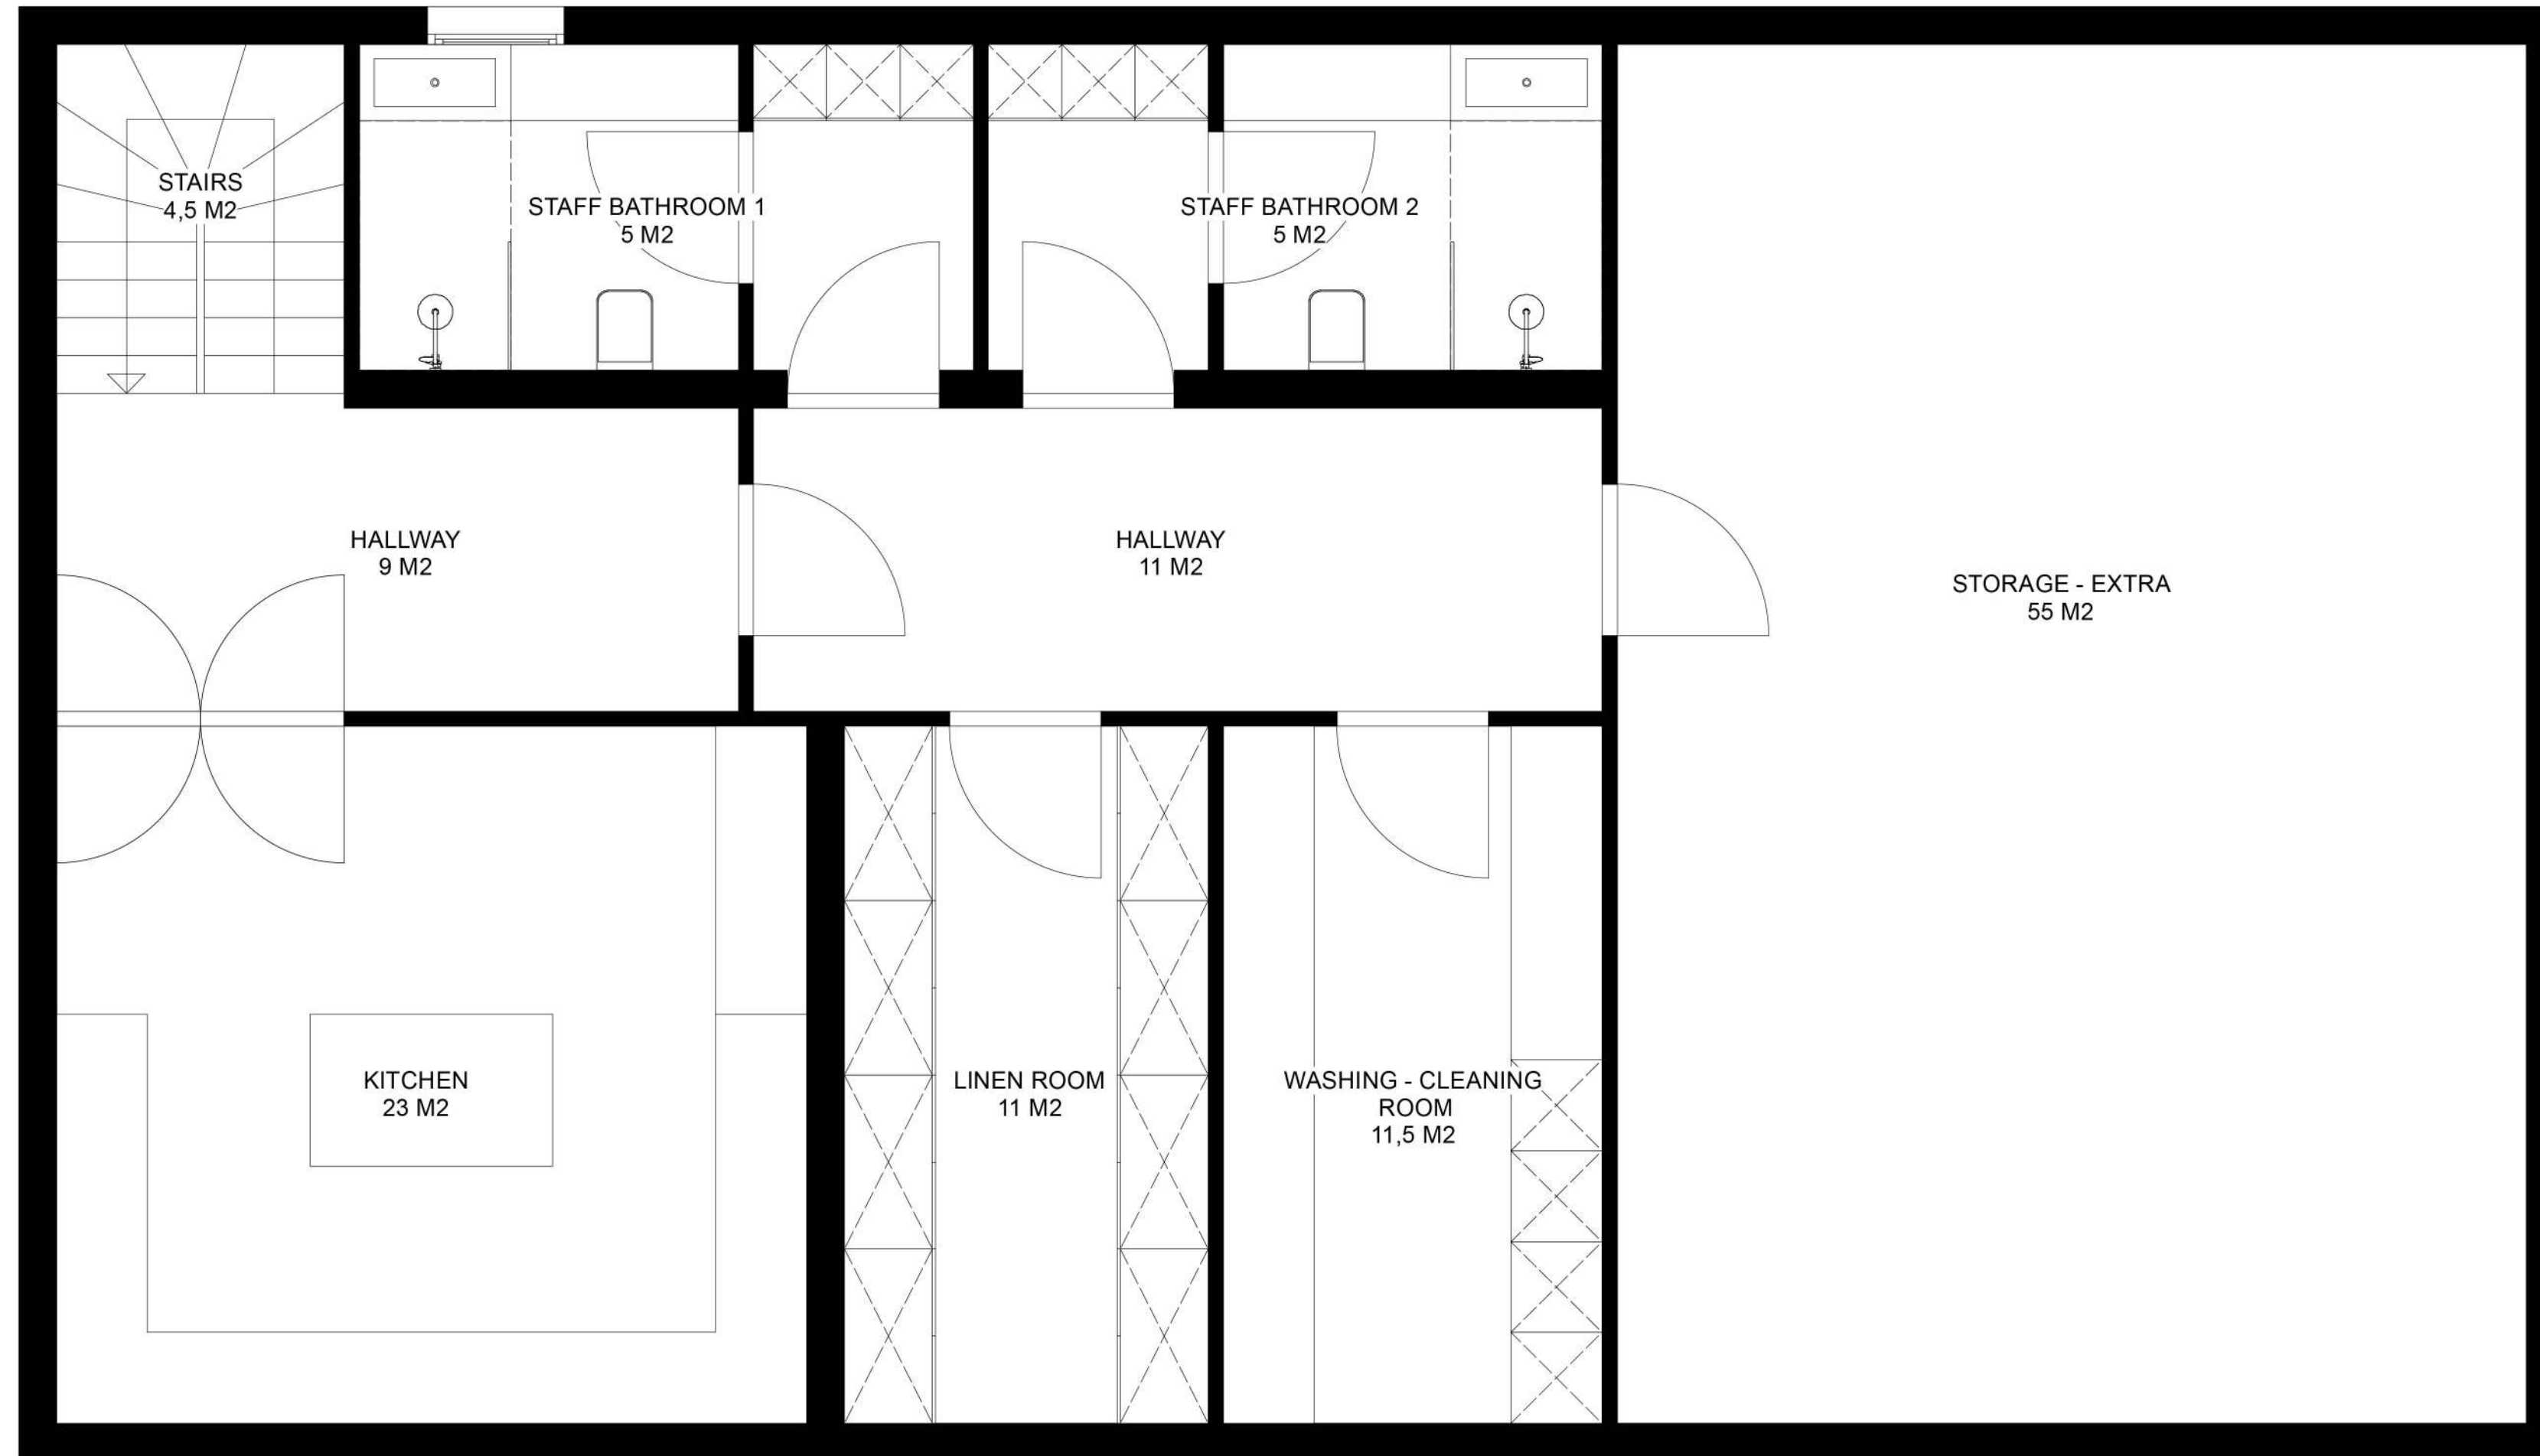 STAIRS
4,5 M2
STAFF BATHROOM 1
5 M2
STAFF BATHROOM 2
5 M2
HALLWAY
9 M2
HALLWAY
11 M2
STORAGE - EXTRA
55 M2
KITCHEN
23 M2
LINEN ROOM
11 M2
WASHING - CLEANING
ROOM
11,5 M2